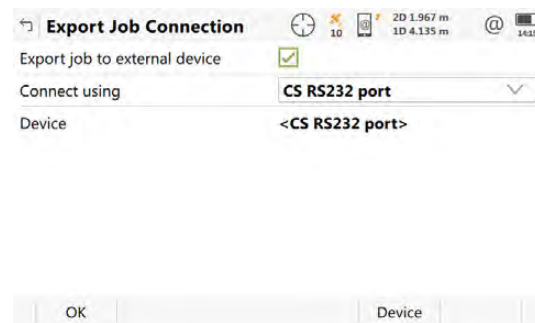 Export Job Connection
10
2D 1.967 m
1D 4.135 m
@
Export job to external device
Connect using
CS RS232 port
Device
<CS RS232 port>
OK
Device